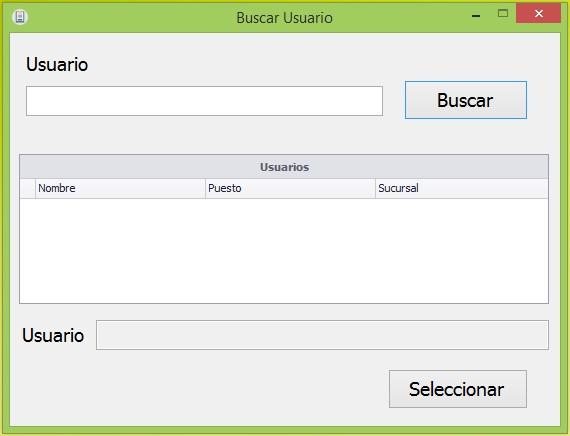 Buscar Usuario
Usuario
Buscar
Usuarios
Nombre Puesto Sucursal
Usuario
Seleccionar